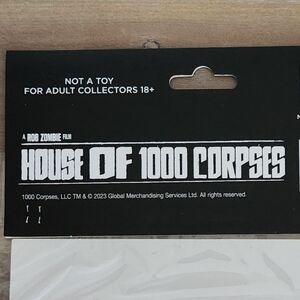 NOT A TOY
FOR ADULT COLLECTORS 18+
A ROB ZOMBIE FILM
HOUSE OF 1000 CORPSES
1000 Corpses, LLC TM & © 2023 Global Merchandising Services Ltd. All rights reserved.